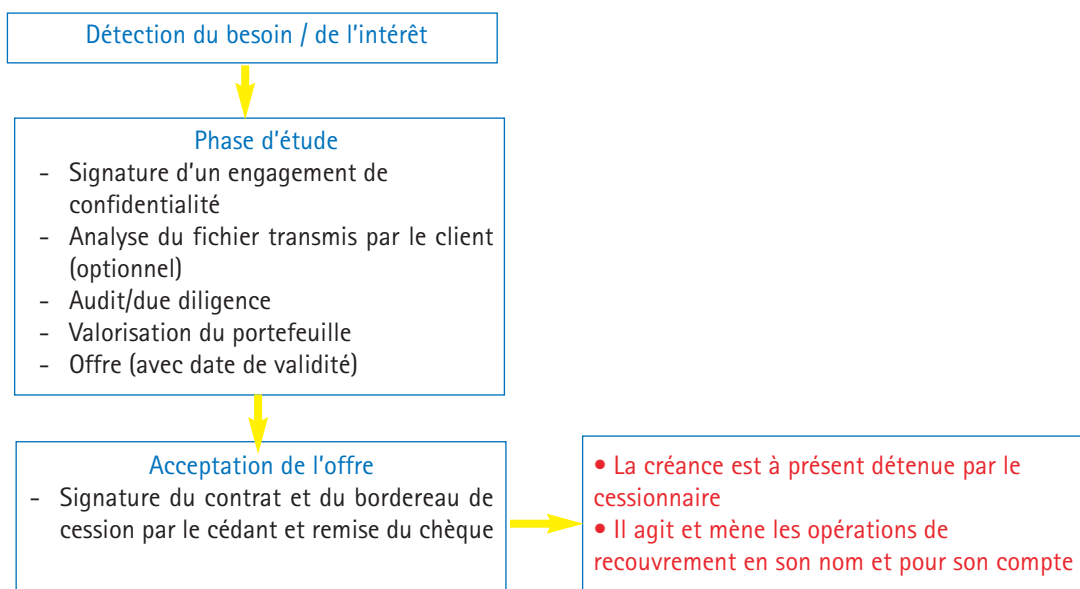 Détection du besoin / de l'intérêt
Phase d'étude
- Signature d'un engagement de
confidentialité
- Analyse du fichier transmis par le client
(optionnel)
- Audit/due diligence
- Valorisation du portefeuille
- Offre (avec date de validité)
Acceptation de l'offre
- Signature du contrat et du bordereau de
cession par le cédant et remise du chèque
• La créance est à présent détenue par le
cessionnaire
• Il agit et mène les opérations de
recouvrement en son nom et pour son compte